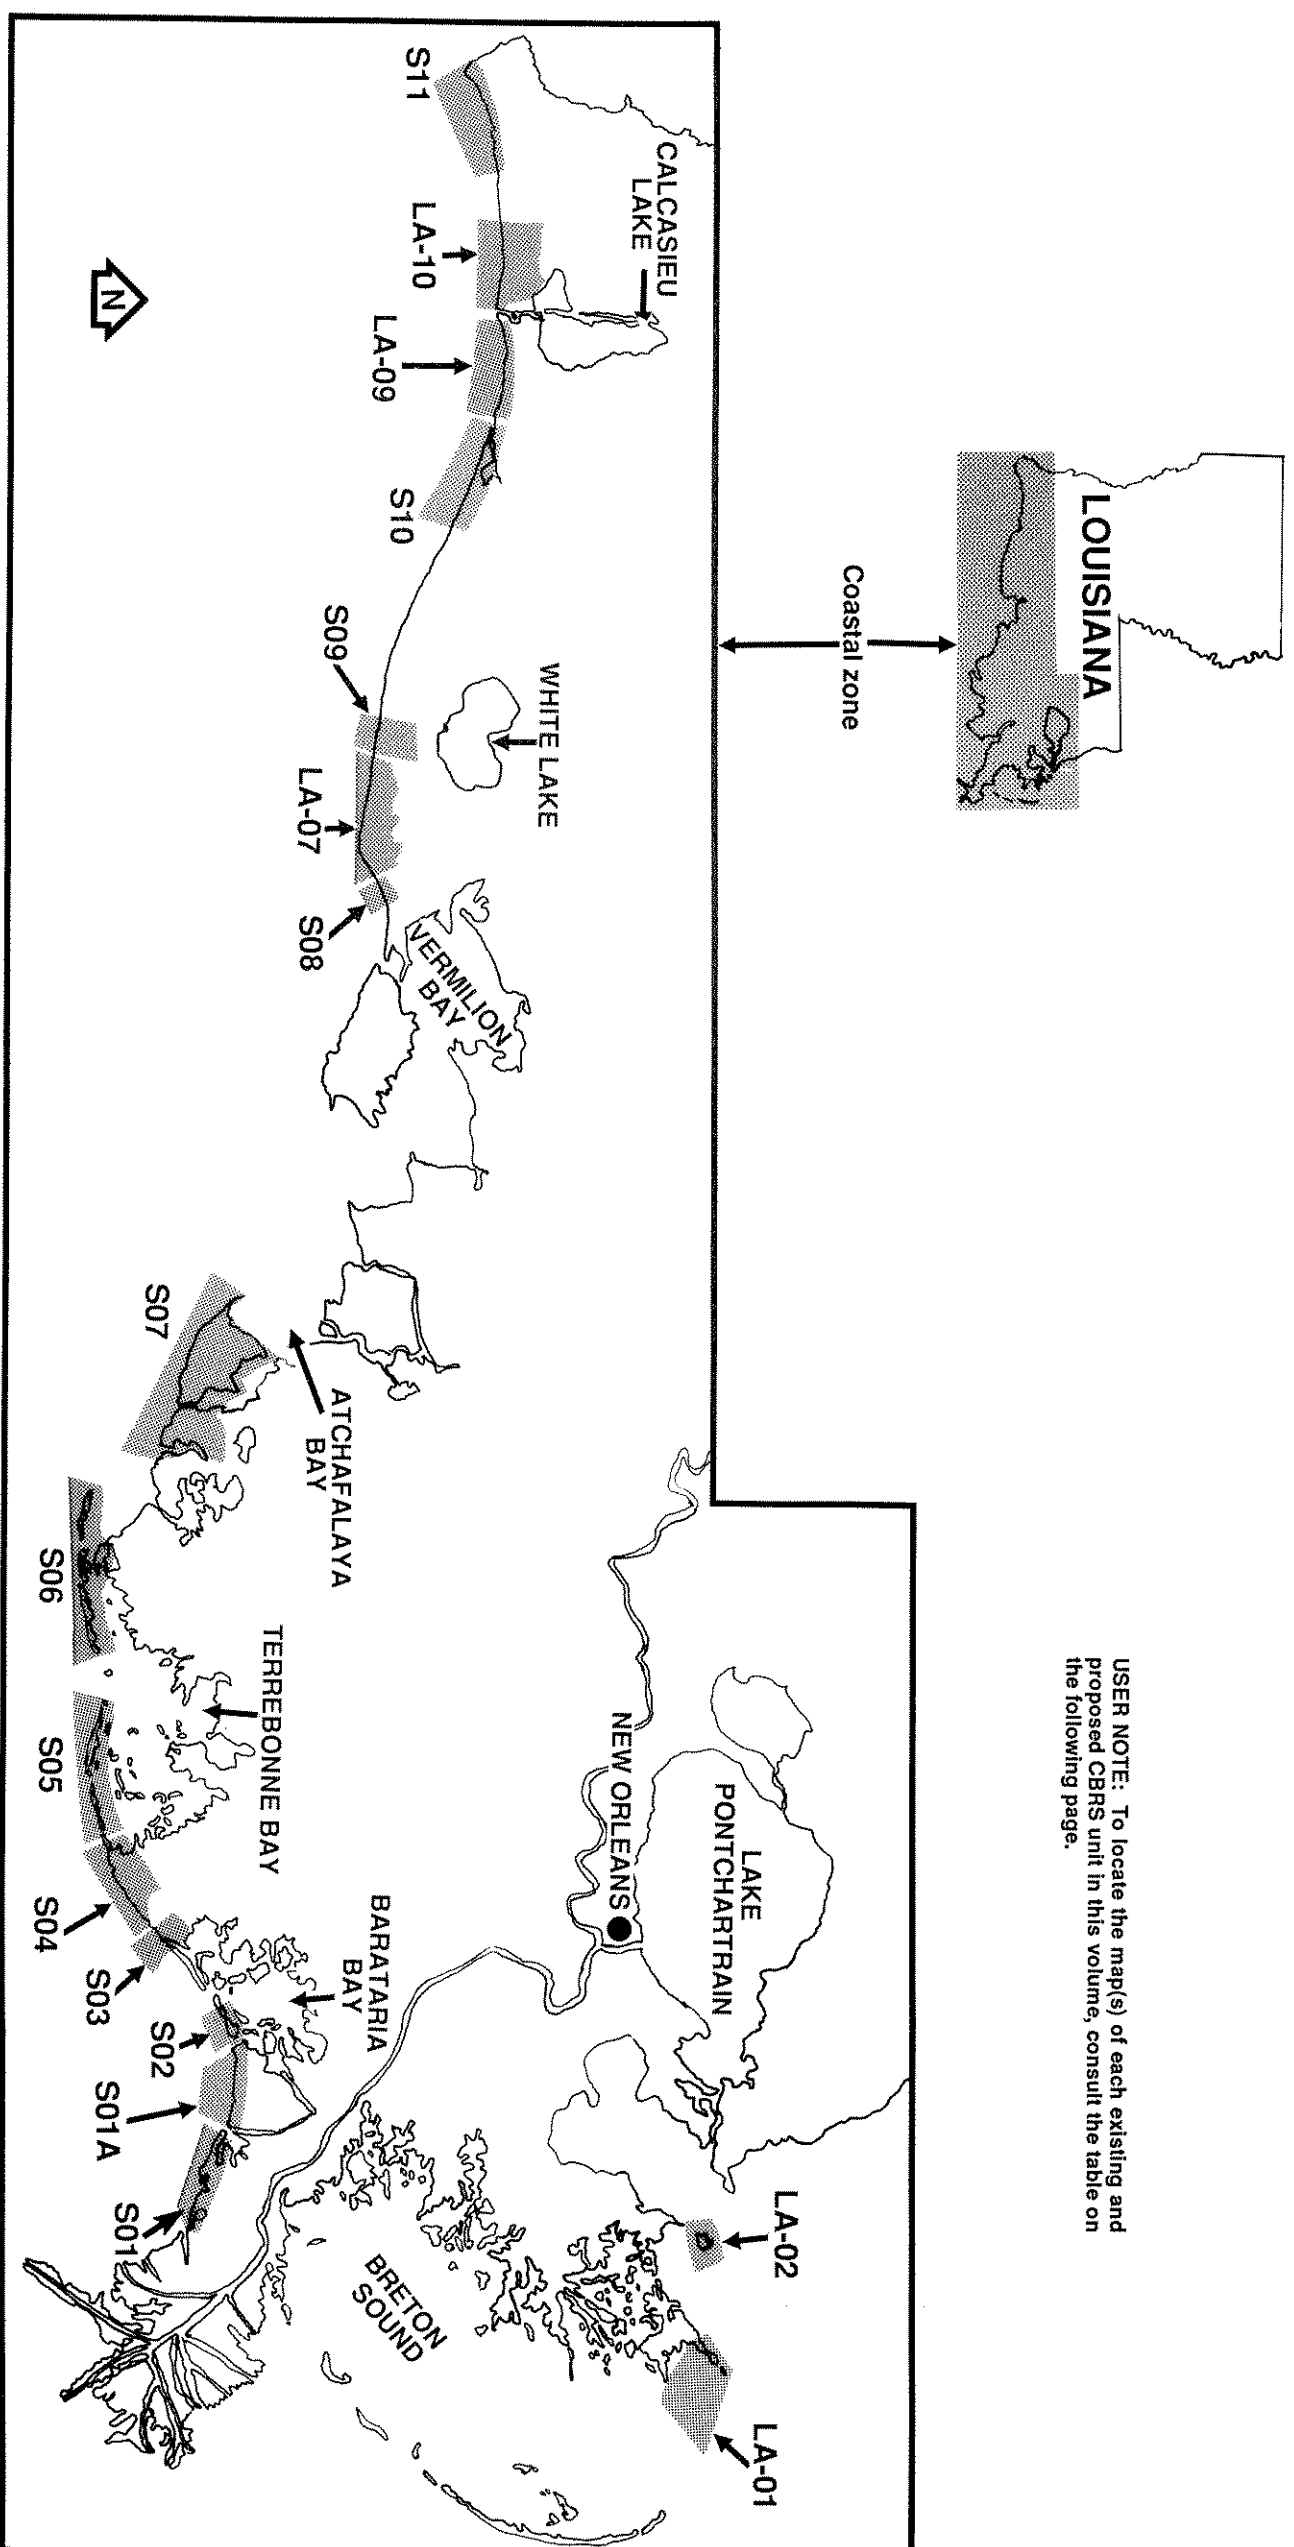 USER NOTE: To locate the map(s) of each existing and
proposed CBRS unit in this volume, consult the table on
the following page.
LOUISIANA
Coastal zone
CALCASIEU
LAKE
S11
LA-10
LA-09
S10
WHITE LAKE
S09
LA-07
S08
VERMILION
BAY
N
ATCHAFALAYA
BAY
S07
NEW ORLEANS
LAKE
PONTCHARTRAIN
TERREBONNE BAY
S06
S05
S04
BARATARIA
BAY
S03
S02
S01A
S01
BRETON
SOUND
LA-02
LA-01